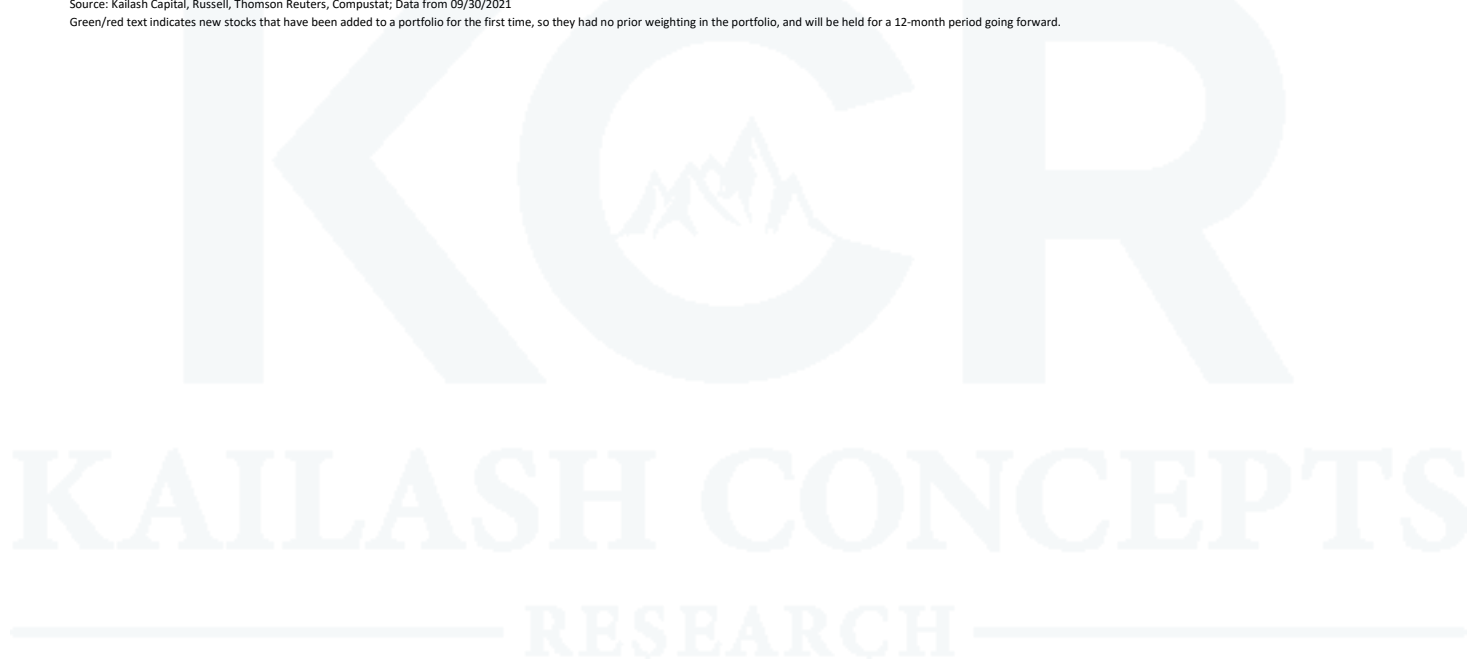 Source: Kailash Capital, Russell, Thomson Reuters, Compustat; Data from 09/30/2021
Green/red text indicates new stocks that have been added to a portfolio for the first time, so they had no prior weighting in the portfolio, and will be held for a 12-month period going forward.
KCR
KAILASH CONCEPTS
RESEARCH